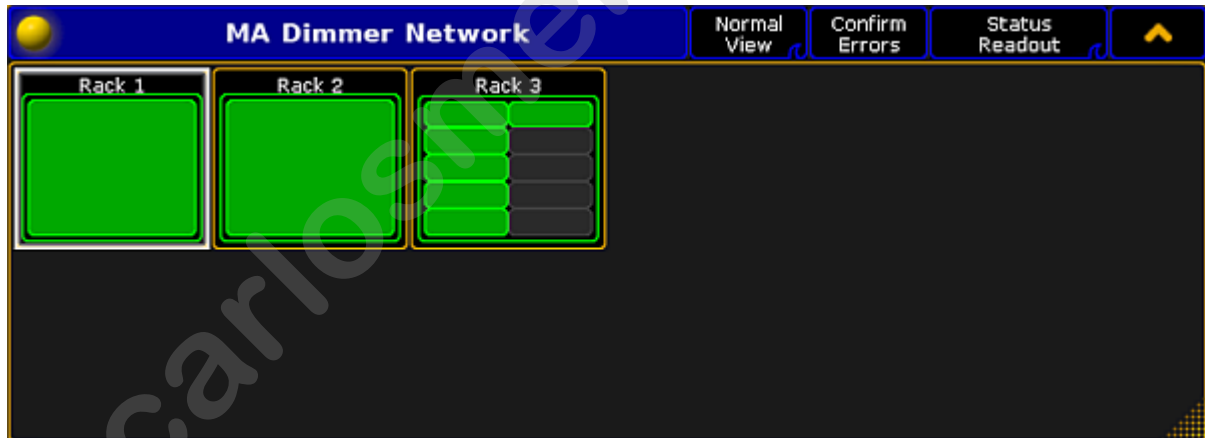 MA Dimmer Network
Normal
View
Confirm
Errors
Status
Readout
Rack 1
Rack 2
Rack 3
carlosme